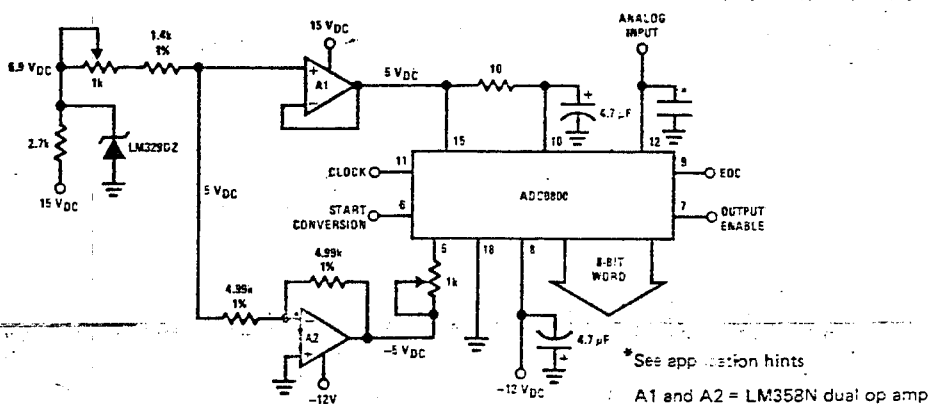 ANALOG
INPUT
15 VDC
1.4k
1%
6.9 VDC
1k
A1
5 VDC
10
4.7 µF
*
2.7k
LM329DZ
15 VDC
15
10
12
CLOCK
11
ADC0800
9
EOC
5 VDC
START
CONVERSION
6
7
OUTPUT
ENABLE
5
18
8
8-BIT
WORD
4.99k
1%
1k
4.99k
1%
A2
-5 VDC
4.7 µF
-12V
-12 VDC
*See application hints
A1 and A2 = LM358N dual op amp